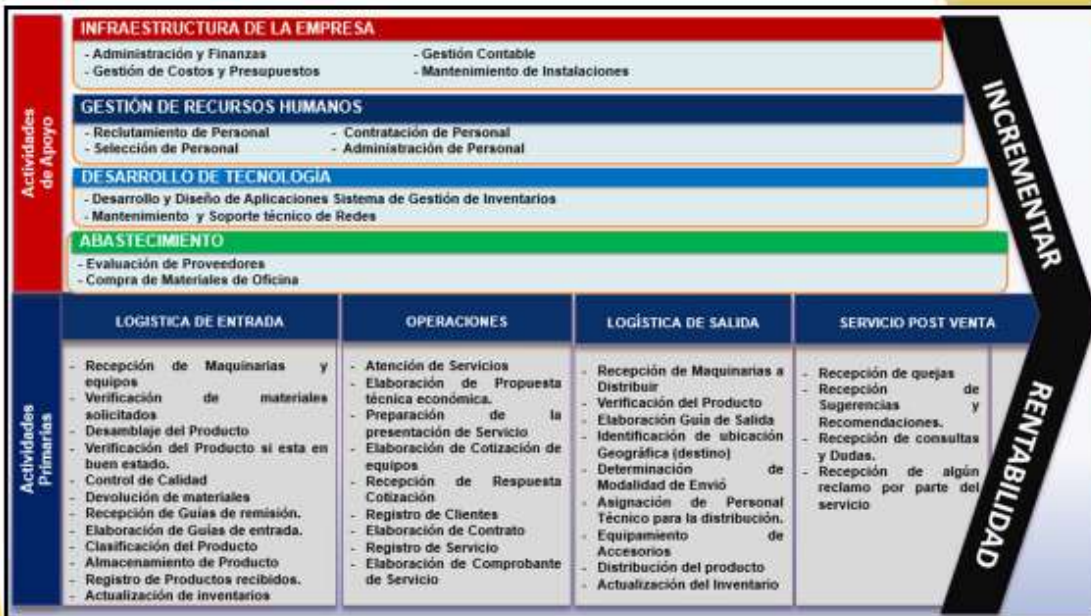 INFRAESTRUCTURA DE LA EMPRESA
- Administración y Finanzas
- Gestión Contable
- Gestión de Costos y Presupuestos
- Mantenimiento de Instalaciones
GESTIÓN DE RECURSOS HUMANOS
- Reclutamiento de Personal
- Contratación de Personal
- Selección de Personal
- Administración de Personal
DESARROLLO DE TECNOLOGÍA
- Desarrollo y Diseño de Aplicaciones Sistema de Gestión de Inventarios
- Mantenimiento y Soporte técnico de Redes
ABASTECIMIENTO
- Evaluación de Proveedores
- Compra de Materiales de Oficina
Actividades
de Apoyo
Actividades
Primarias
LOGISTICA DE ENTRADA
- Recepción de Maquinarias y
equipos
- Verificación de materiales
solicitados
- Desamblaje del Producto
- Verificación del Producto si esta en
buen estado.
- Control de Calidad
- Devolución de materiales
- Recepción de Guías de remisión.
- Elaboración de Guías de entrada.
- Clasificación del Producto
- Almacenamiento de Producto
- Registro de Productos recibidos.
- Actualización de inventarios
OPERACIONES
- Atención de Servicios
- Elaboración de Propuesta
técnica económica.
- Preparación de la
presentación de Servicio
- Elaboración de Cotización de
equipos
- Recepción de Respuesta
Cotización
- Registro de Clientes
- Elaboración de Contrato
- Registro de Servicio
- Elaboración de Comprobante
de Servicio
LOGÍSTICA DE SALIDA
- Recepción de Maquinarias a
Distribuir
- Verificación del Producto
- Elaboración Guía de Salida
- Identificación de ubicación
Geográfica (destino)
- Determinación de
Modalidad de Envió
- Asignación de Personal
Técnico para la distribución.
- Equipamiento de
Accesorios
- Distribución del producto
- Actualización del Inventario
SERVICIO POST VENTA
- Recepción de quejas
- Recepción de
Sugerencias y
Recomendaciones.
- Recepción de consultas
y Dudas.
- Recepción de algún
reclamo por parte del
servicio
INCREMENTAR
RENTABILIDAD